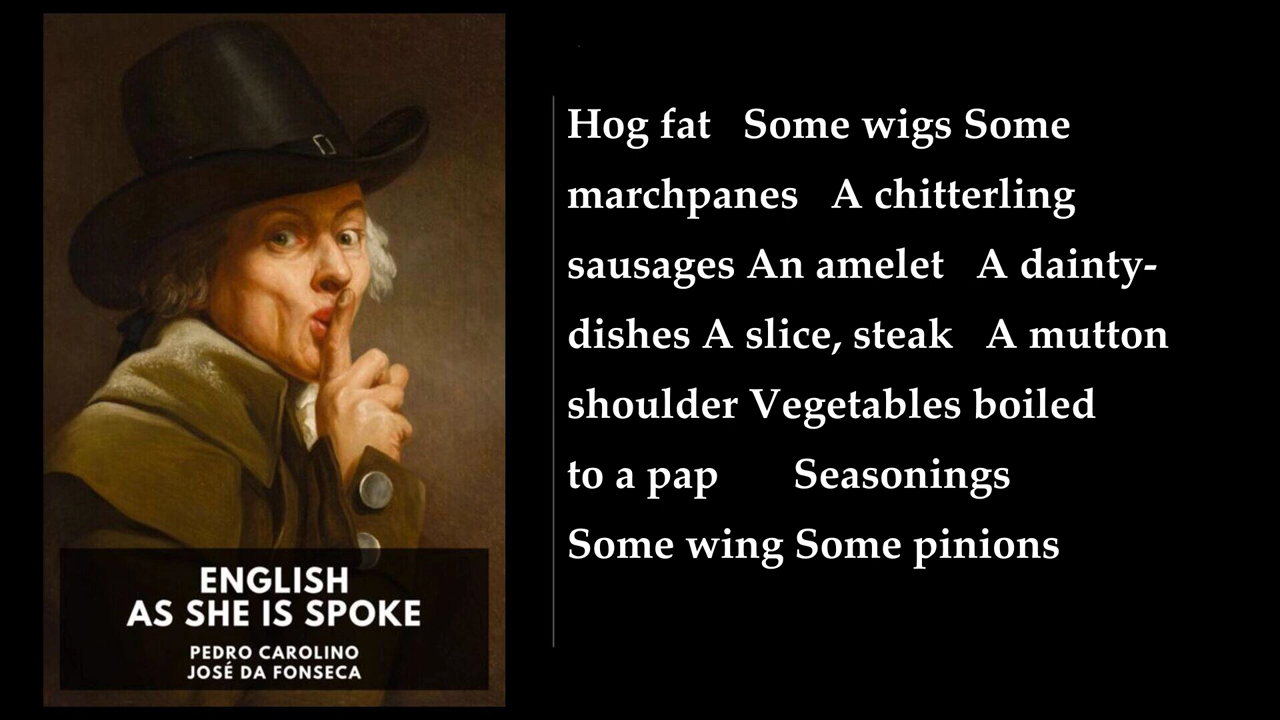 ENGLISH
AS SHE IS SPOKE
PEDRO CAROLINO
JOSÉ DA FONSECA
Hog fat   Some wigs Some
marchpanes   A chitterling
sausages An amelet   A dainty-
dishes A slice, steak   A mutton
shoulder Vegetables boiled
to a pap       Seasonings
Some wing Some pinions